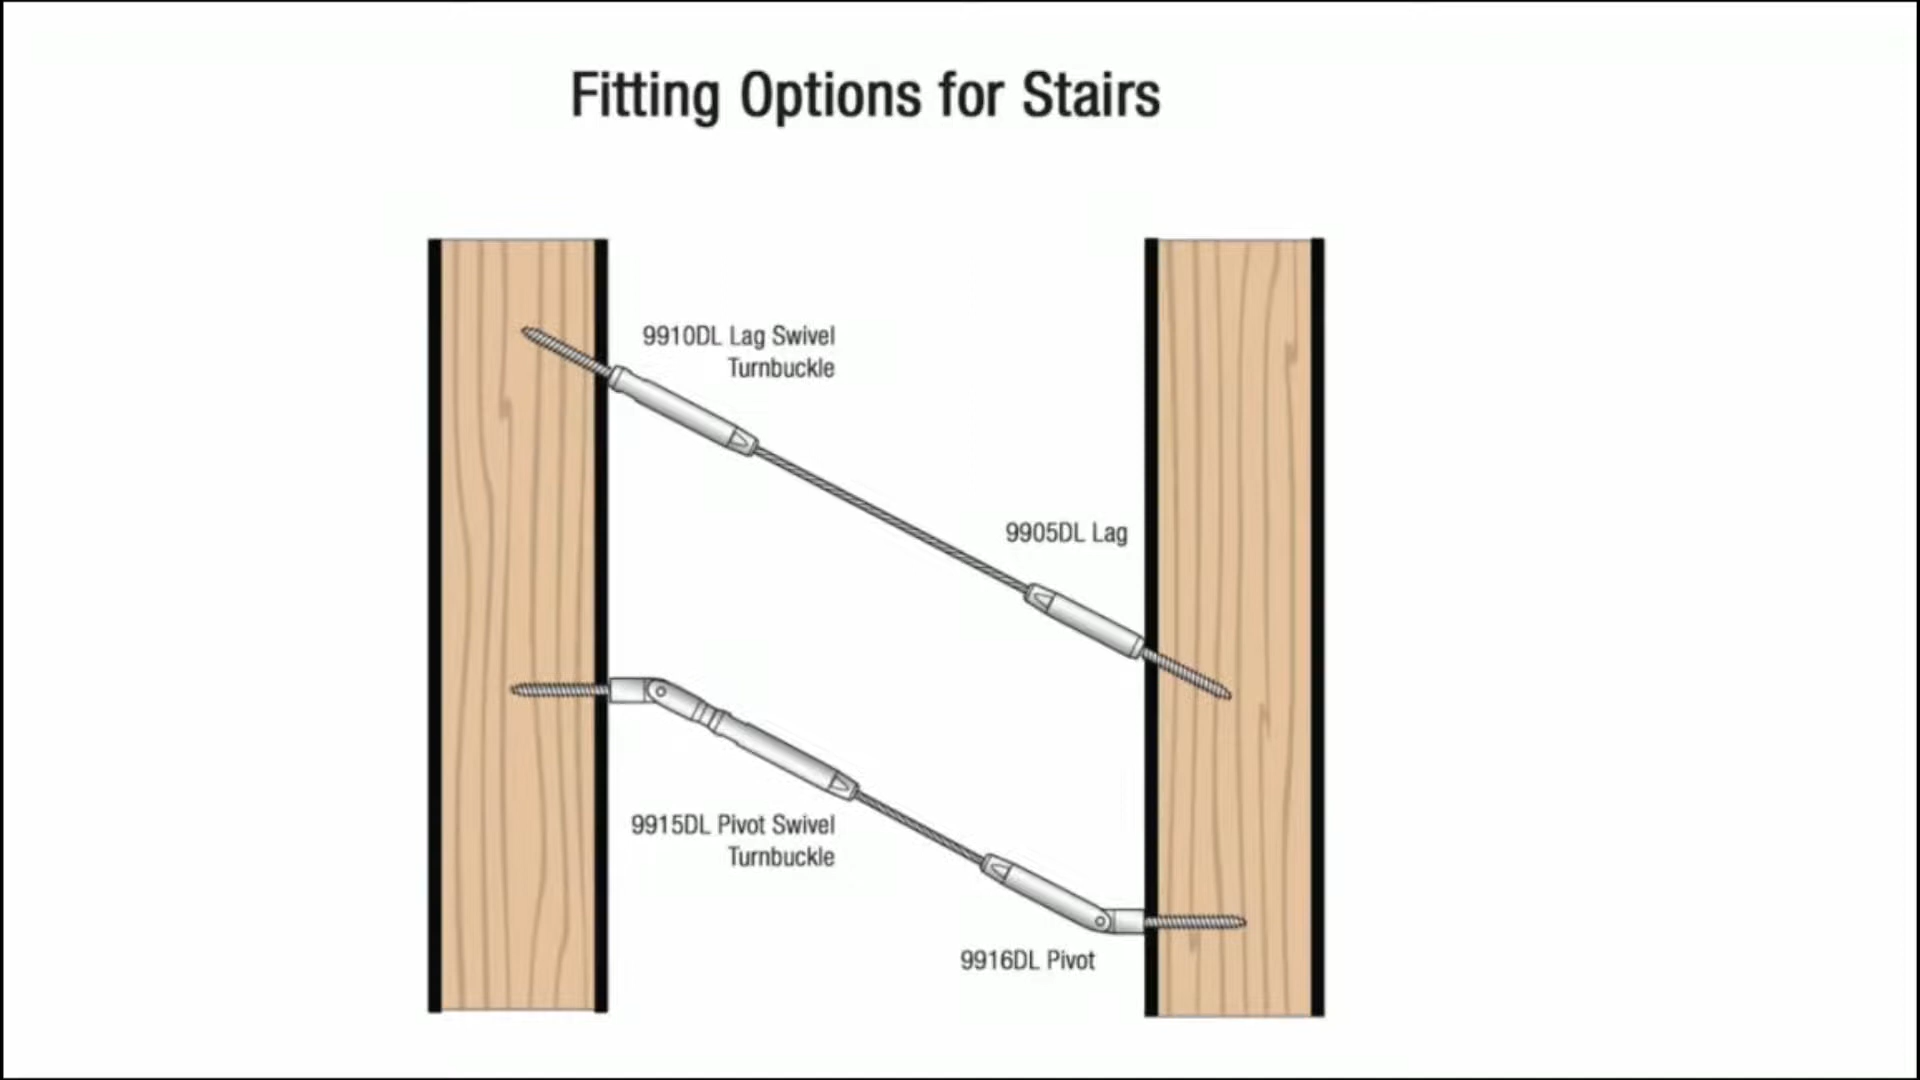 Fitting Options for Stairs
9910DL Lag Swivel
Turnbuckle
9905DL Lag
9915DL Pivot Swivel
Turnbuckle
9916DL Pivot